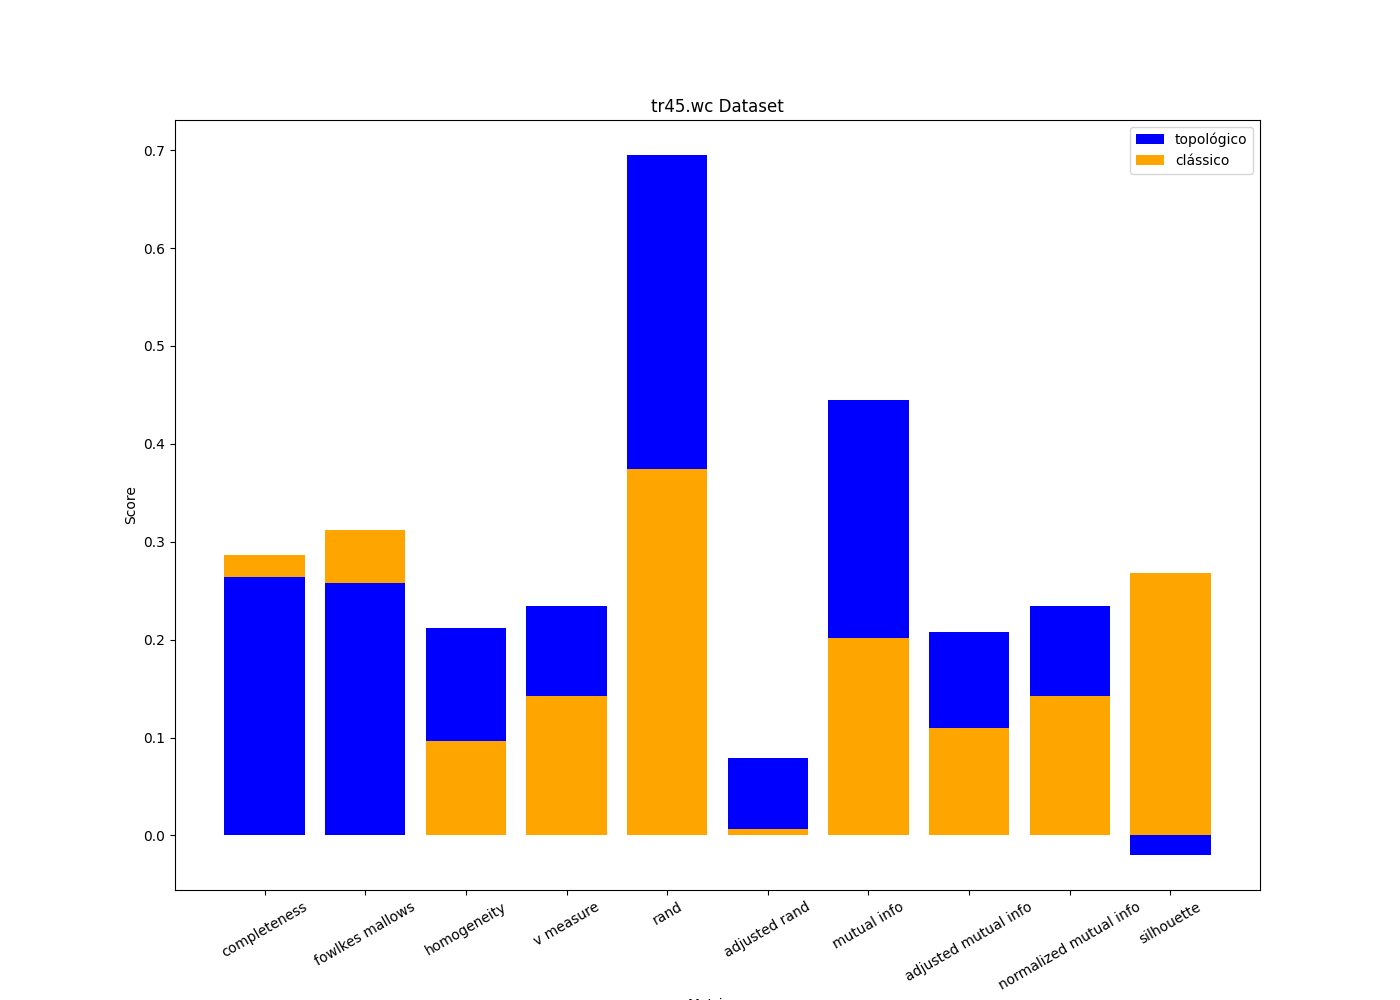 tr45.wc Dataset
topológico
clássico
0.7
0.6
0.5
0.4
0.3
0.2
0.1
0.0
Score
completeness
fowlkes mallows
homogeneity
v measure
rand
adjusted rand
mutual info
adjusted mutual info
normalized mutual info
silhouette